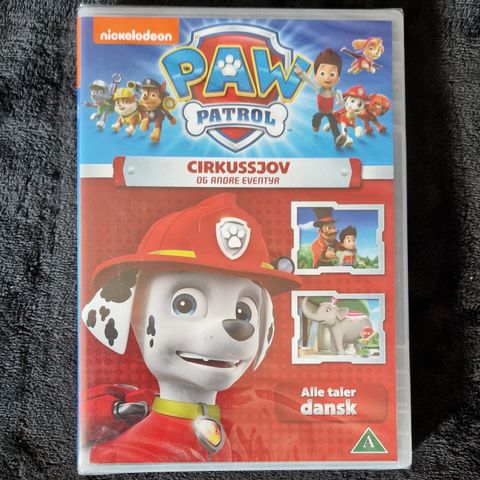 nickelodeon
PAW
PATROL
CIRKUSSJOV
OG ANDRE EVENTYR
Alle taler
dansk
A